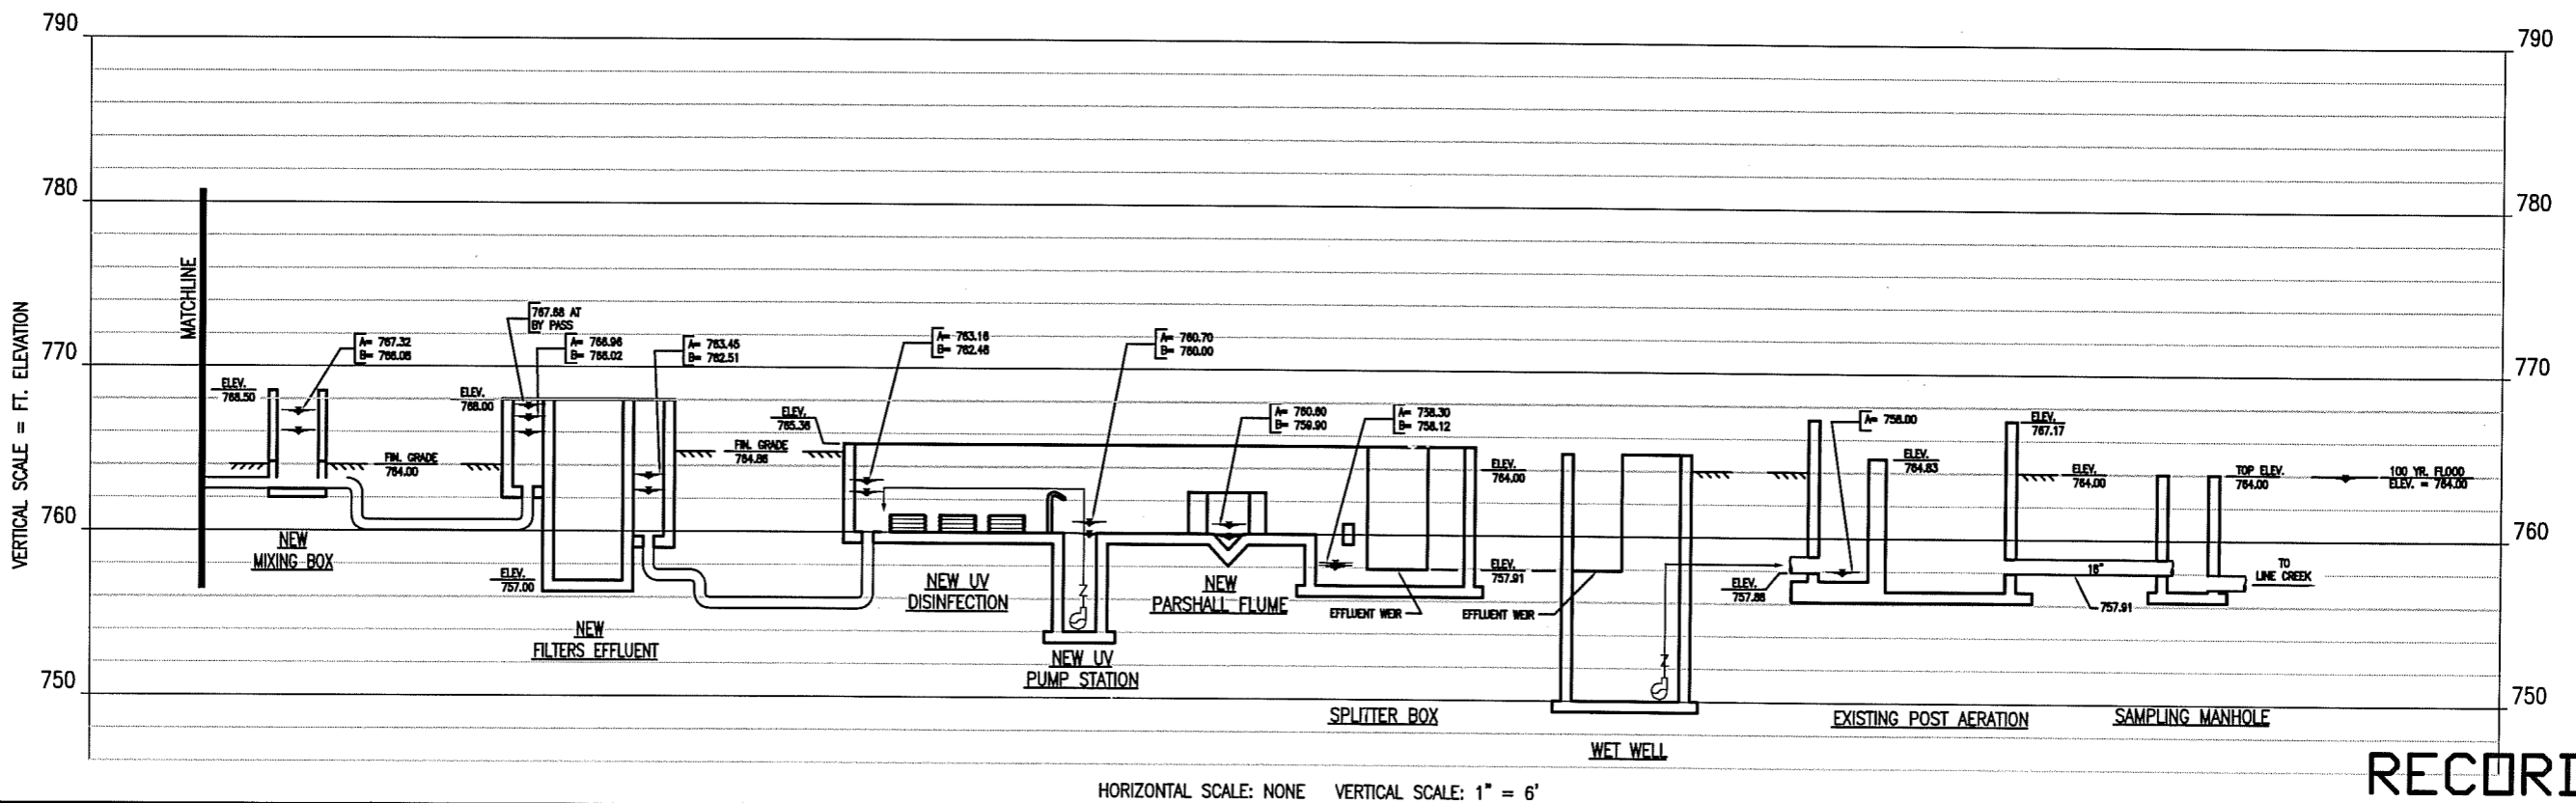 790
790
780
780
MATCHLINE
VERTICAL SCALE = FT. ELEVATION
767.68 AT
BY PASS
A= 767.32
B= 766.06
A= 766.96
B= 766.02
A= 763.45
B= 762.51
A= 763.16
B= 762.46
A= 760.70
B= 760.00
770
770
ELEV.
768.50
ELEV.
768.00
ELEV.
765.36
A= 760.60
B= 759.90
A= 758.30
B= 758.12
A= 758.00
ELEV.
767.17
FIN. GRADE
764.00
FIN. GRADE
764.86
ELEV.
764.00
ELEV.
764.83
ELEV.
764.00
TOP ELEV.
764.00
100 YR. FLOOD
ELEV. = 764.00
760
760
NEW
MIXING BOX
ELEV.
757.00
NEW UV
DISINFECTION
NEW
PARSHALL FLUME
ELEV.
757.91
EFFLUENT WEIR
EFFLUENT WEIR
ELEV.
757.88
18"
757.91
TO
LINE CREEK
NEW
FILTERS EFFLUENT
NEW UV
PUMP STATION
750
750
SPLITTER BOX
WET WELL
EXISTING POST AERATION
SAMPLING MANHOLE
HORIZONTAL SCALE: NONE VERTICAL SCALE: 1" = 6'
RECORD